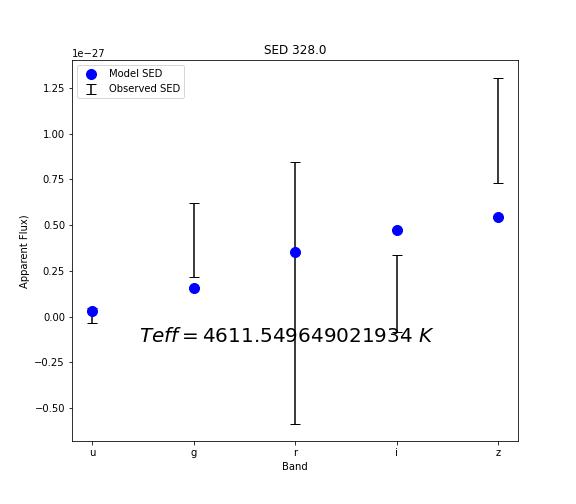 SED 328.0
1e−27
Model SED
Observed SED
1.25
1.00
0.75
0.50
0.25
0.00
−0.25
−0.50
Apparent Flux)
Teff = 4611.549649021934 K
u g r i z
Band